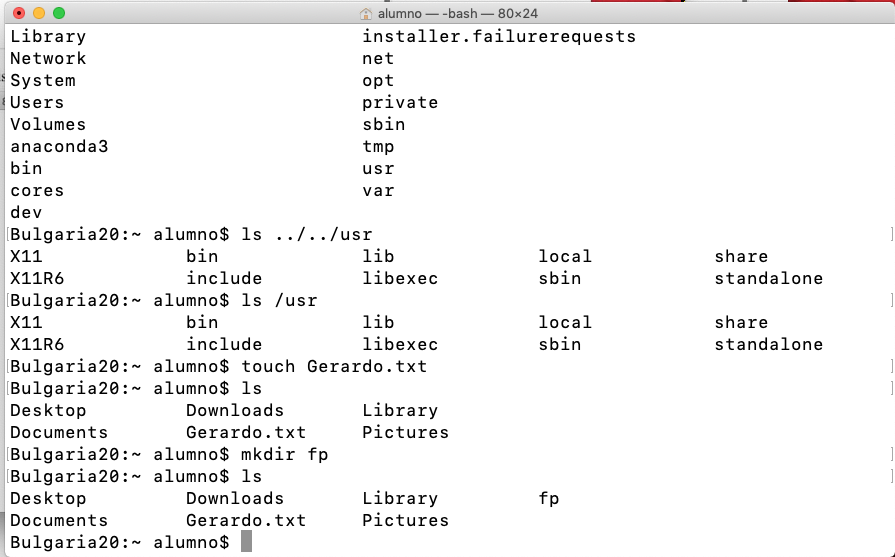 alumno — -bash — 80×24
Library installer.failurerequests
Network net
System opt
Users private
Volumes sbin
anaconda3 tmp
bin usr
cores var
dev
[Bulgaria20:~ alumno$ ls ../../usr ]
X11 bin lib local share
X11R6 include libexec sbin standalone
[Bulgaria20:~ alumno$ ls /usr ]
X11 bin lib local share
X11R6 include libexec sbin standalone
[Bulgaria20:~ alumno$ touch Gerardo.txt ]
[Bulgaria20:~ alumno$ ls ]
Desktop Downloads Library
Documents Gerardo.txt Pictures
[Bulgaria20:~ alumno$ mkdir fp ]
[Bulgaria20:~ alumno$ ls ]
Desktop Downloads Library fp
Documents Gerardo.txt Pictures
Bulgaria20:~ alumno$